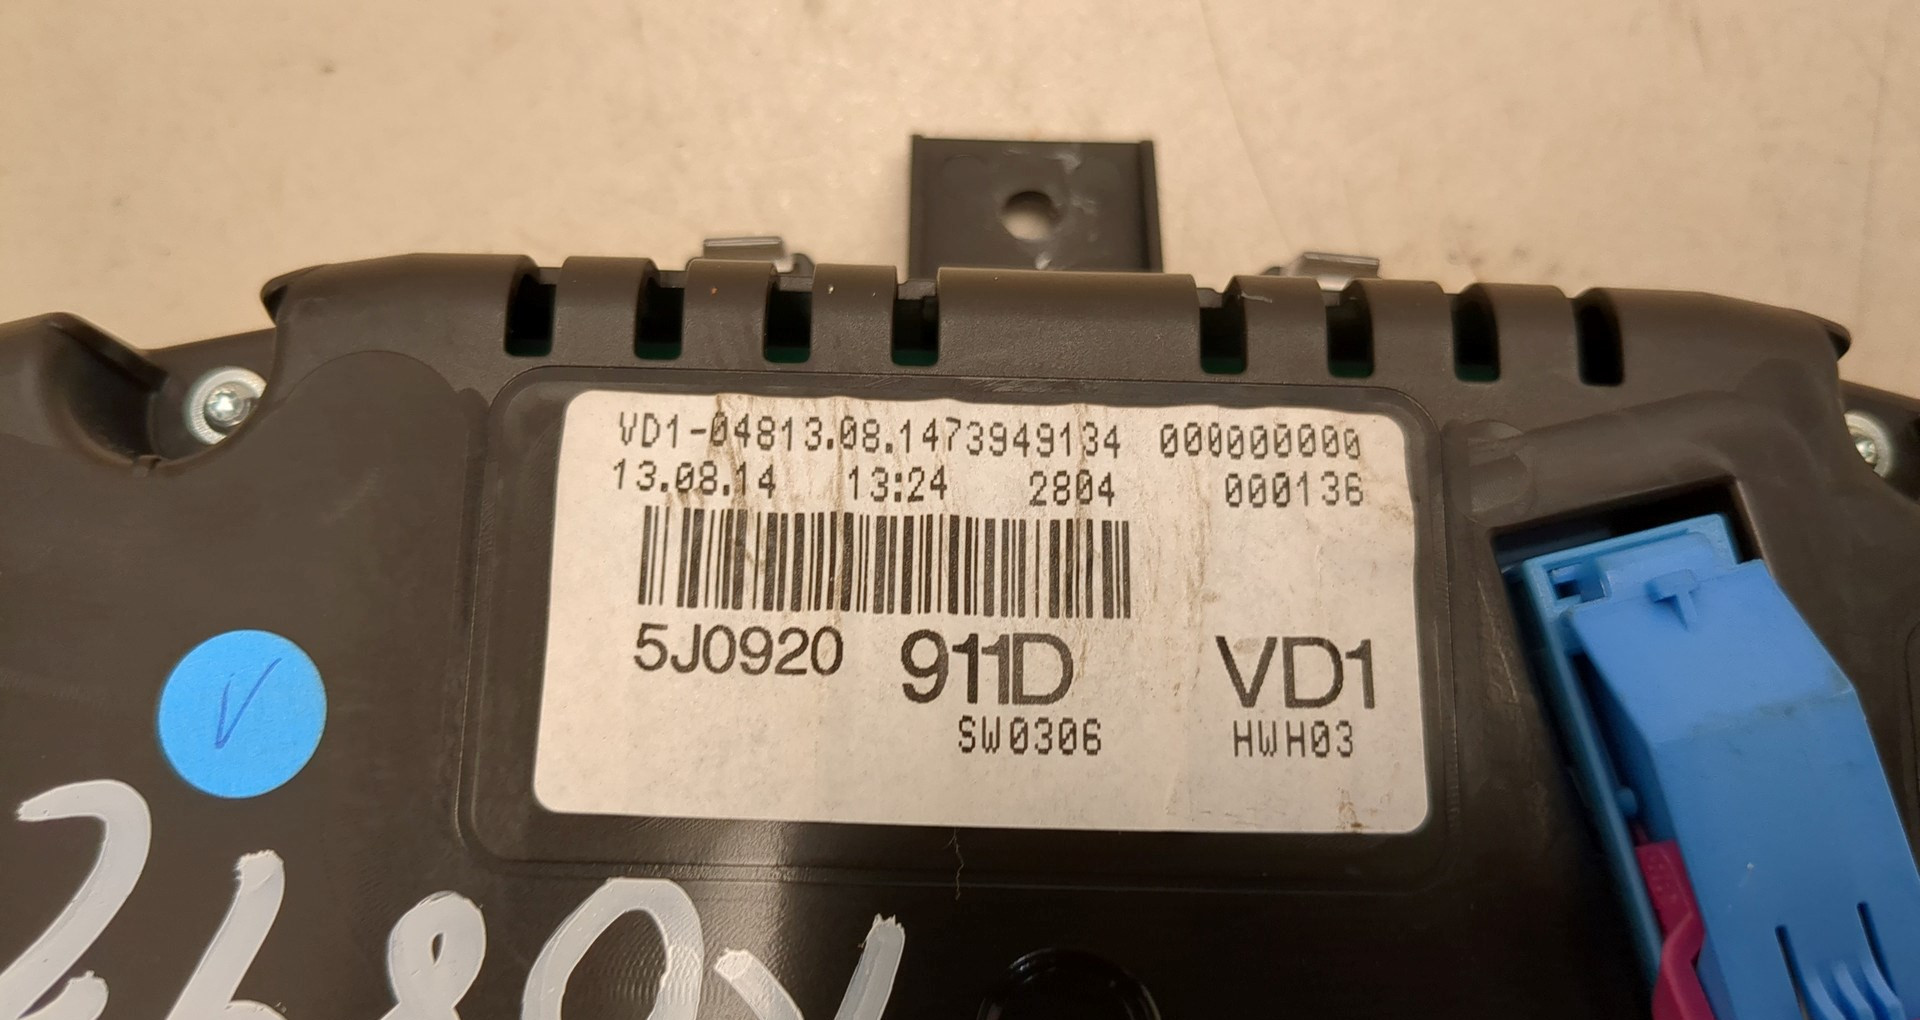 VD1-04813.08.1473949134 000000000
13.08.14 13:24 2804 000136
5J0920 911D VD1
SW0306 HWH03
V